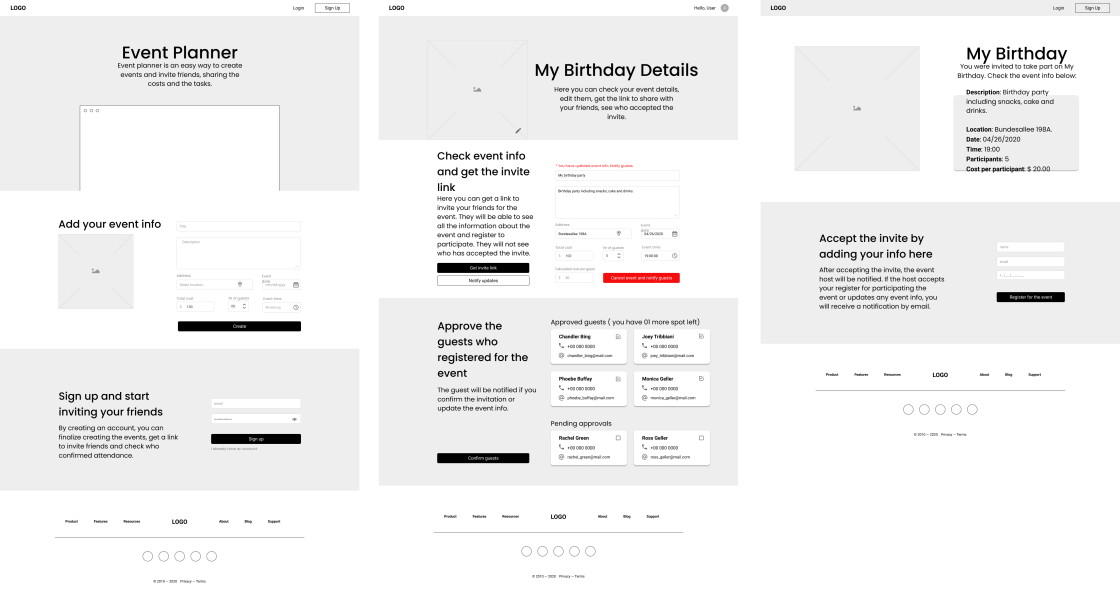 LOGO
Login
Sign Up
Event Planner
Event planner is an easy way to create
events and invite friends, sharing the
costs and the tasks.
Add your event info
Title
Description
Address
Event
date
Select location...
Total cost
Nº of guests
Event time
$ 100
Create
Sign up and start
inviting your friends
By creating an account, you can
finalize creating the events, get a link
to invite friends and check who
confirmed attendance.
Sign up
I already have an account
Product
Features
Resources
LOGO
About
Blog
Support
© 2010 — 2020
Privacy — Terms
LOGO
Hello, User
My Birthday Details
Here you can check your event details,
edit them, get the link to share with
your friends, see who accepted the
invite.
Check event info
and get the invite
link
Here you can get a link to
invite your friends for the
event. They will be able to see
all the information about the
event and register to
participate. They will not see
who has accepted the invite.
Get invite link
Notify updates
* You have updated event info. Notify guests.
My birthday party
Birthday party including snacks, cake and drinks.
Address
Event
date
Bundesallee 198A
04/26/2020
Total cost
Nº of guests
Event time
$ 100
5
19:00:00
Calculated cost per guest
$ 20
Cancel event and notify guests
Approve the
guests who
registered for the
event
The guest will be notified if you
confirm the invitation or
update the event info.
Confirm guests
Approved guests ( you have 01 more spot left)
Chandler Bing
+00 000 0000
chandler_bing@mail.com
Joey Tribbiani
+00 000 0000
joey_tribbiani@mail.com
Phoebe Buffay
+00 000 0000
phoebe_buffay@mail.com
Monica Geller
+00 000 0000
monica_geller@mail.com
Pending approvals
Rachel Green
+00 000 0000
rachel_green@mail.com
Ross Geller
+00 000 0000
ross_geller@mail.com
Product
Features
Resources
LOGO
About
Blog
Support
© 2010 — 2020
Privacy — Terms
LOGO
Login
Sign Up
My Birthday
You were invited to take part on My
Birthday. Check the event info below:
Description: Birthday party
including snacks, cake and
drinks.
Location: Bundesallee 198A.
Date: 04/26/2020
Time: 19:00
Participants: 5
Cost per participant: $ 20.00
Accept the invite by
adding your info here
After accepting the invite, the event
host will be notified. If the host accepts
your register for participating the
event or updates any event info, you
will receive a notification by email.
name
email
Register for the event
Product
Features
Resources
LOGO
About
Blog
Support
© 2010 — 2020
Privacy — Terms